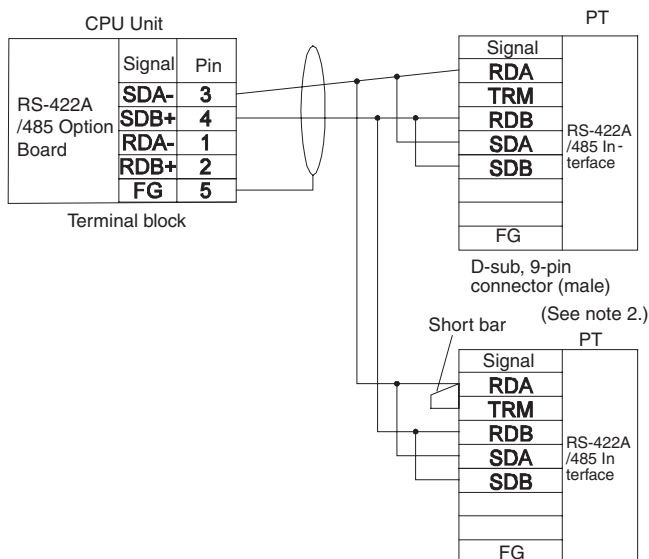 CPU Unit
RS-422A
/485 Option
Board
Signal Pin
SDA- 3
SDB+ 4
RDA- 1
RDB+ 2
FG 5
Terminal block
PT
Signal
RDA
TRM
RDB
SDA
SDB
FG
RS-422A
/485 In-
terface
D-sub, 9-pin
connector (male)
(See note 2.)
Short bar
PT
Signal
RDA
TRM
RDB
SDA
SDB
FG
RS-422A
/485 In
terface